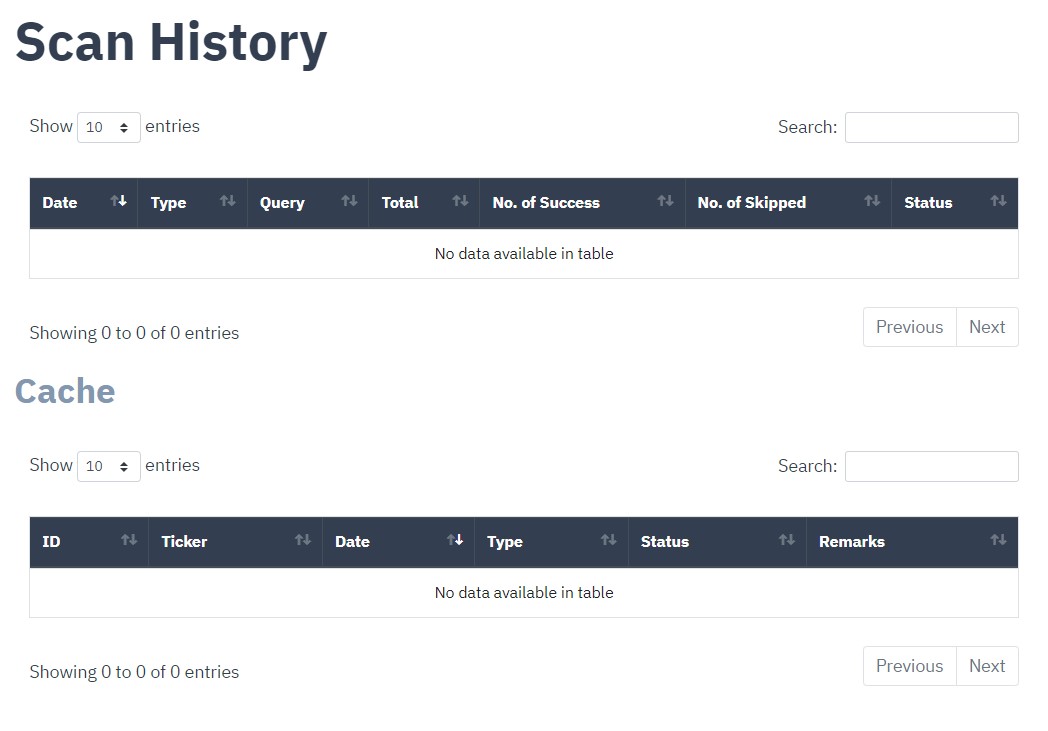 Scan History
Show 10 entries Search:
Date Type Query Total No. of Success No. of Skipped Status
No data available in table
Showing 0 to 0 of 0 entries Previous Next
Cache
Show 10 entries Search:
ID Ticker Date Type Status Remarks
No data available in table
Showing 0 to 0 of 0 entries Previous Next